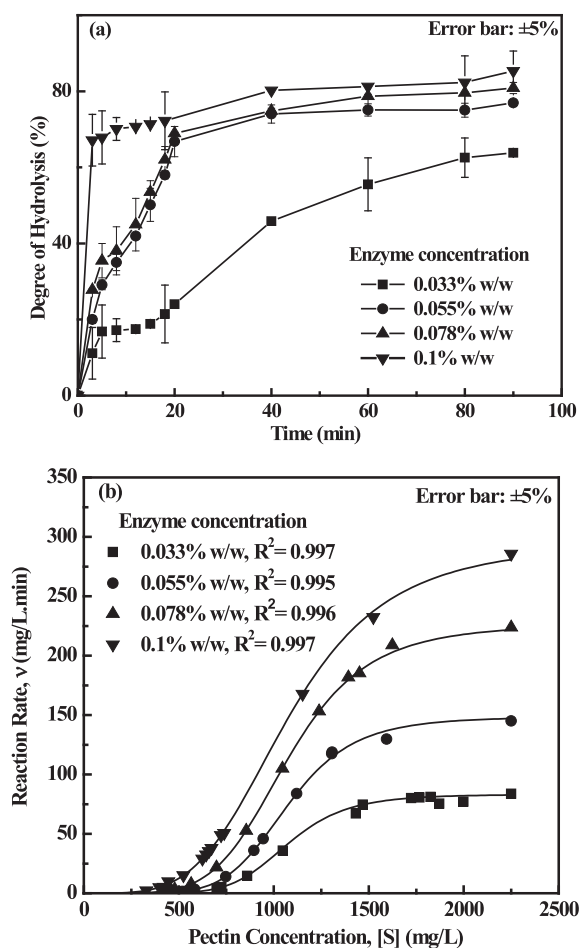 (a)
Error bar: ±5%
80
40
0
Degree of Hydrolysis (%)
Enzyme concentration
0.033% w/w
0.055% w/w
0.078% w/w
0.1% w/w
0 20 40 60 80 100
Time (min)
(b)
Error bar: ±5%
Enzyme concentration
0.033% w/w, R²= 0.997
0.055% w/w, R²= 0.995
0.078% w/w, R²= 0.996
0.1% w/w, R²= 0.997
350
300
250
200
150
100
50
0
Reaction Rate, v (mg/L.min)
0 500 1000 1500 2000 2500
Pectin Concentration, [S] (mg/L)